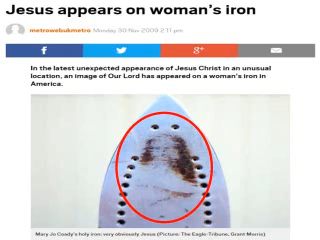 Jesus appears on woman's iron
metrowebukmetro Monday 30 Nov 2009 2:11 pm
In the latest unexpected appearance of Jesus Christ in an unusual
location, an image of Our Lord has appeared on a woman's iron in
America.
Mary Jo Coady's holy iron: very obviously Jesus (Picture: The Eagle-Tribune, Grant Morris)